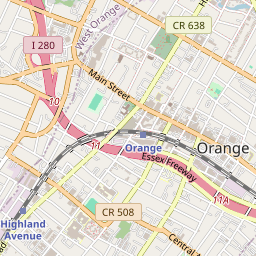 West Orange
CR 638
H
I 280
Main Street
10
11
Orange
Orange
Essex Freeway
11A
CR 508
Highland
Avenue
Central A
ad